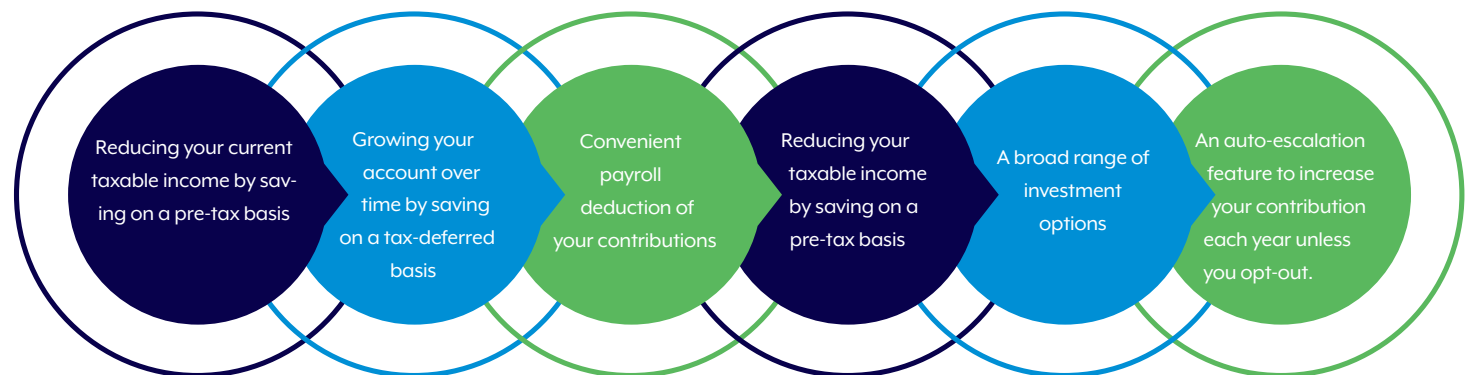 Reducing your current
taxable income by sav-
ing on a pre-tax basis
Growing your
account over
time by saving
on a tax-deferred
basis
Convenient
payroll
deduction of
your contributions
Reducing your
taxable income
by saving on a
pre-tax basis
A broad range of
investment
options
An auto-escalation
feature to increase
your contribution
each year unless
you opt-out.